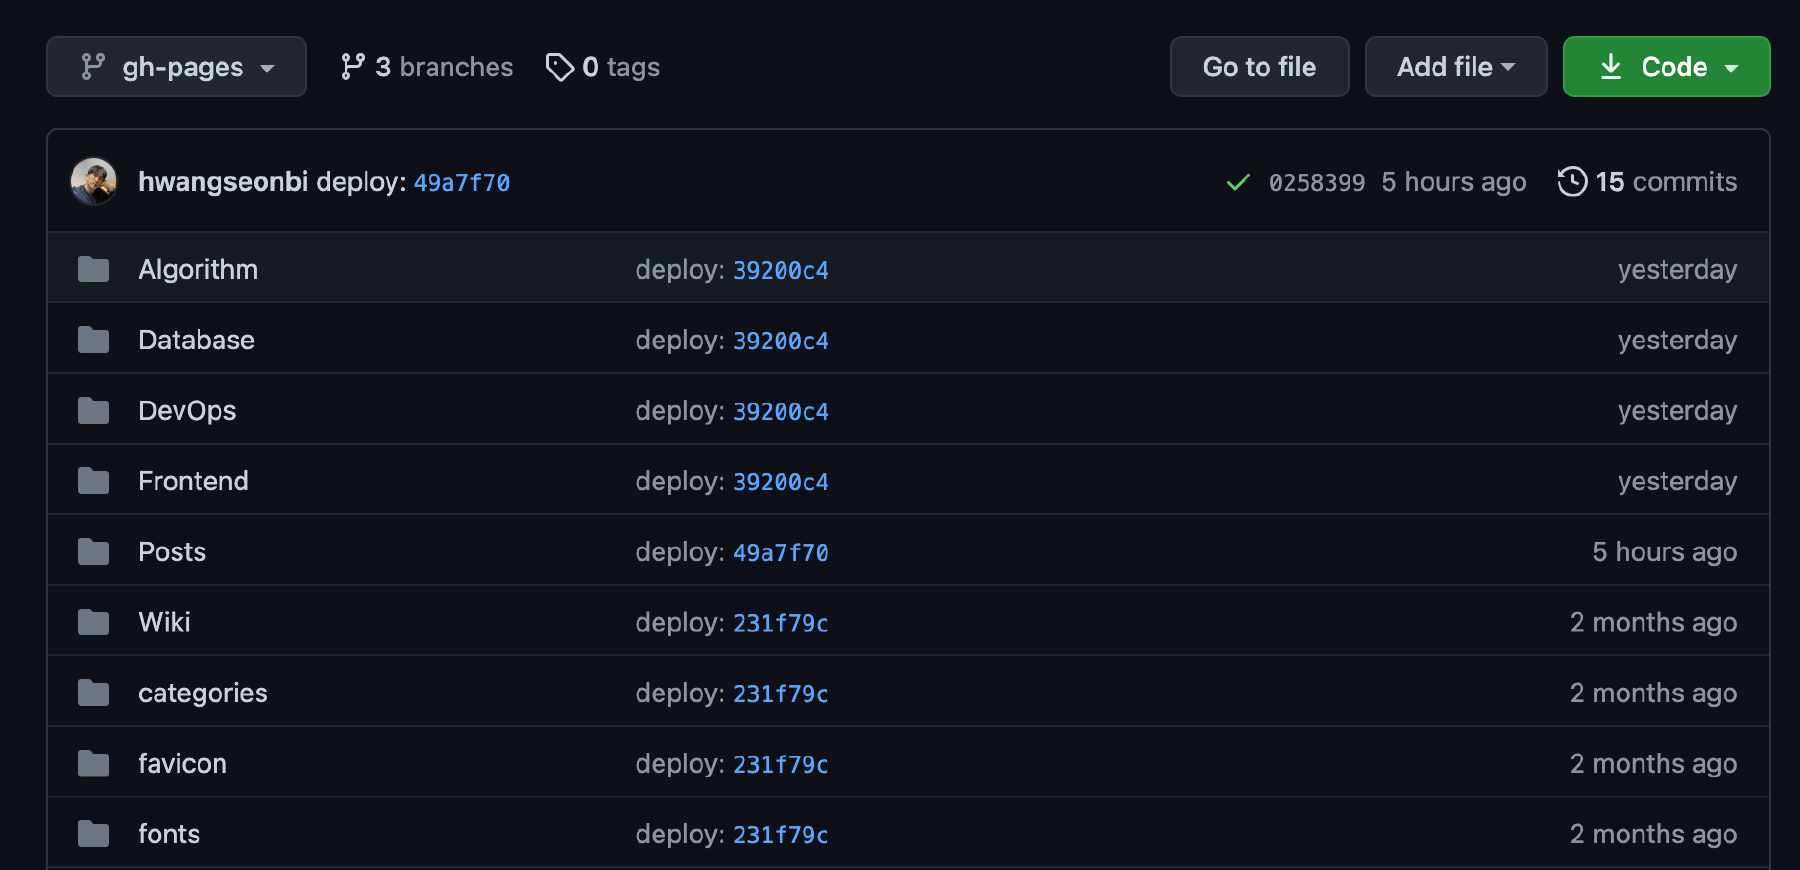 gh-pages 3 branches 0 tags Go to file Add file Code
hwangseonbi deploy: 49a7f70 0258399 5 hours ago 15 commits
Algorithm deploy: 39200c4 yesterday
Database deploy: 39200c4 yesterday
DevOps deploy: 39200c4 yesterday
Frontend deploy: 39200c4 yesterday
Posts deploy: 49a7f70 5 hours ago
Wiki deploy: 231f79c 2 months ago
categories deploy: 231f79c 2 months ago
favicon deploy: 231f79c 2 months ago
fonts deploy: 231f79c 2 months ago